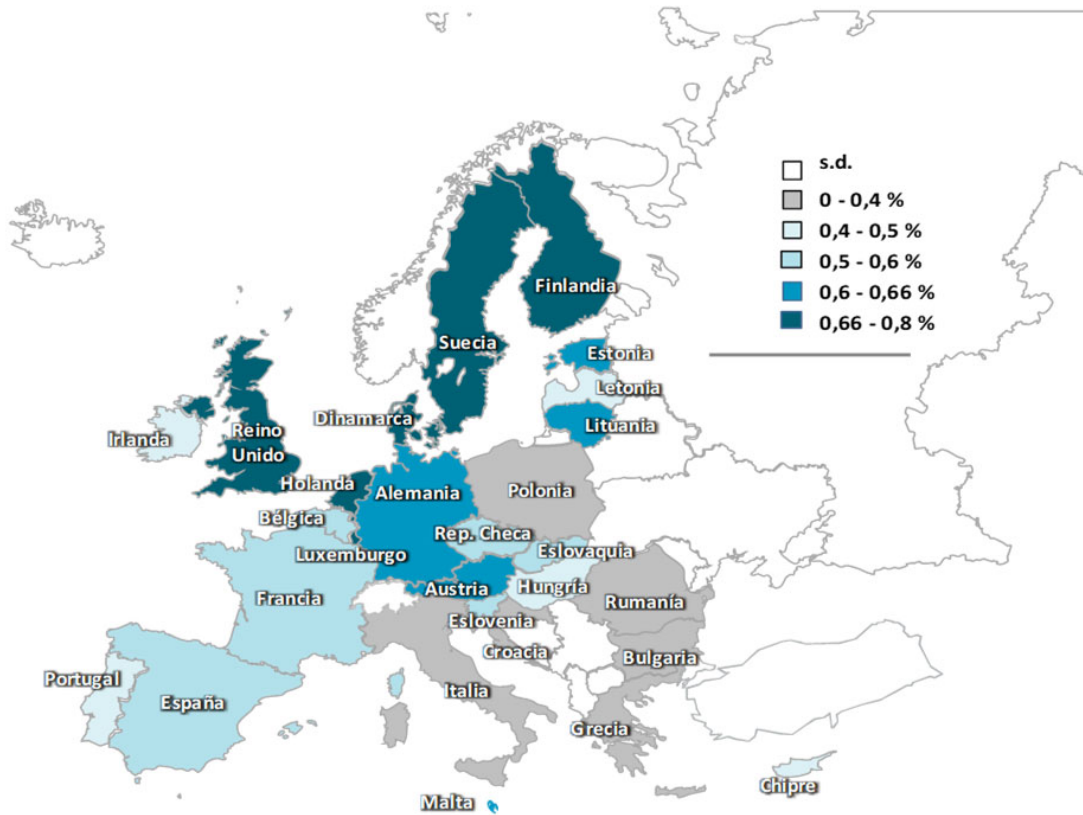 s.d.
0 - 0,4 %
0,4 - 0,5 %
0,5 - 0,6 %
0,6 - 0,66 %
0,66 - 0,8 %
Finlandia
Suecia
Estonia
Letonia
Dinamarca
Lituania
Irlanda
Reino
Unido
Holanda
Alemania
Polonia
Bélgica
Rep. Checa
Luxemburgo
Eslovaquia
Austria
Hungría
Francia
Rumanía
Eslovenia
Croacia
Bulgaria
Portugal
España
Italia
Grecia
Chipre
Malta